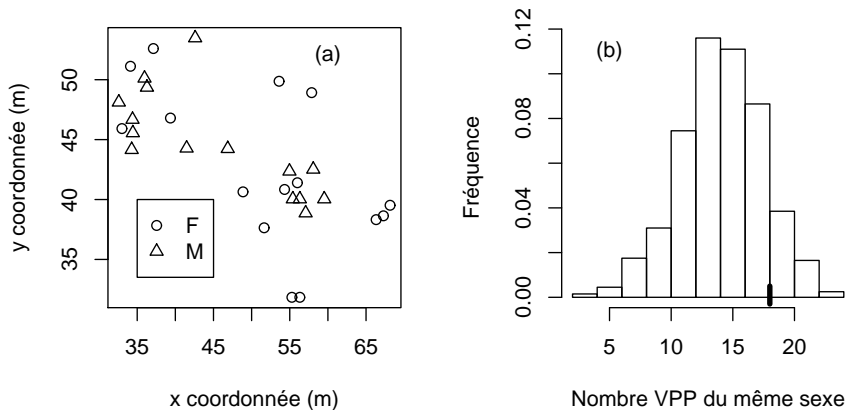 (a)
y coordonnée (m)
50
45
40
35
F
M
35
45
55
65
x coordonnée (m)
(b)
Fréquence
0.12
0.08
0.04
0.00
5
10
15
20
Nombre VPP du même sexe